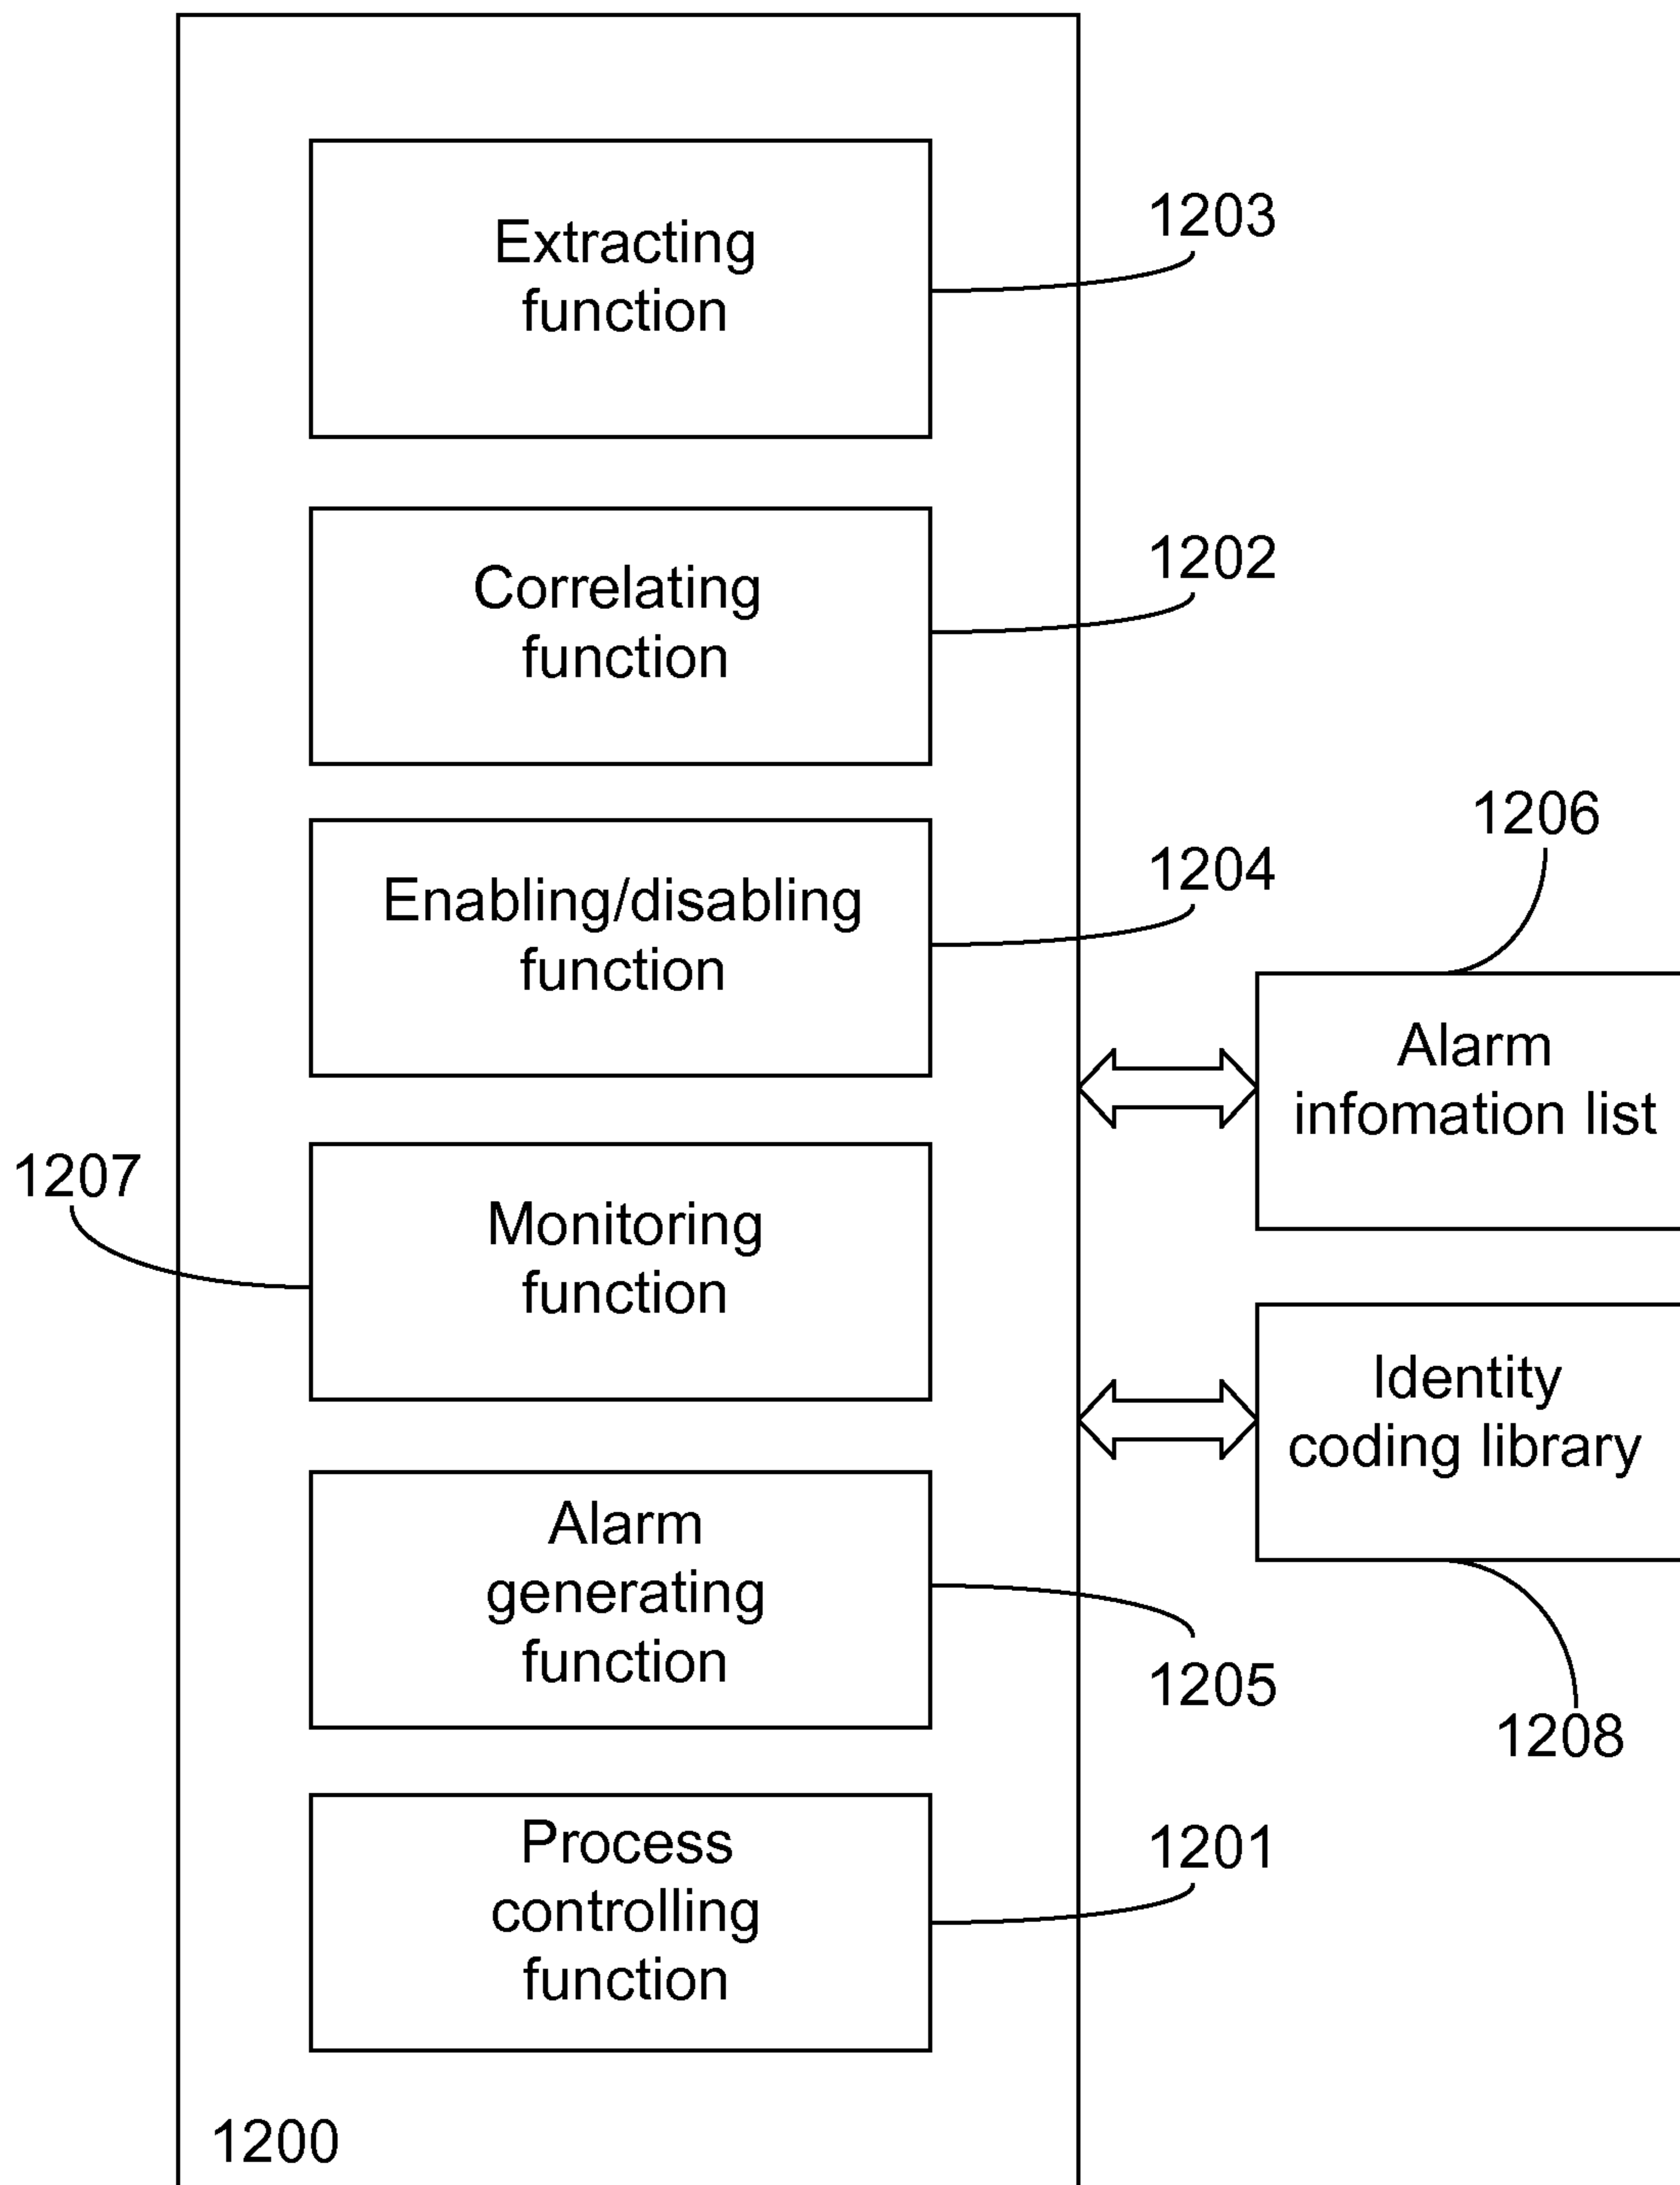 Extracting
function
1203
Correlating
function
1202
Enabling/disabling
function
1204
1206
Alarm
infomation list
1207
Monitoring
function
Identity
coding library
Alarm
generating
function
1205
1208
Process
controlling
function
1201
1200